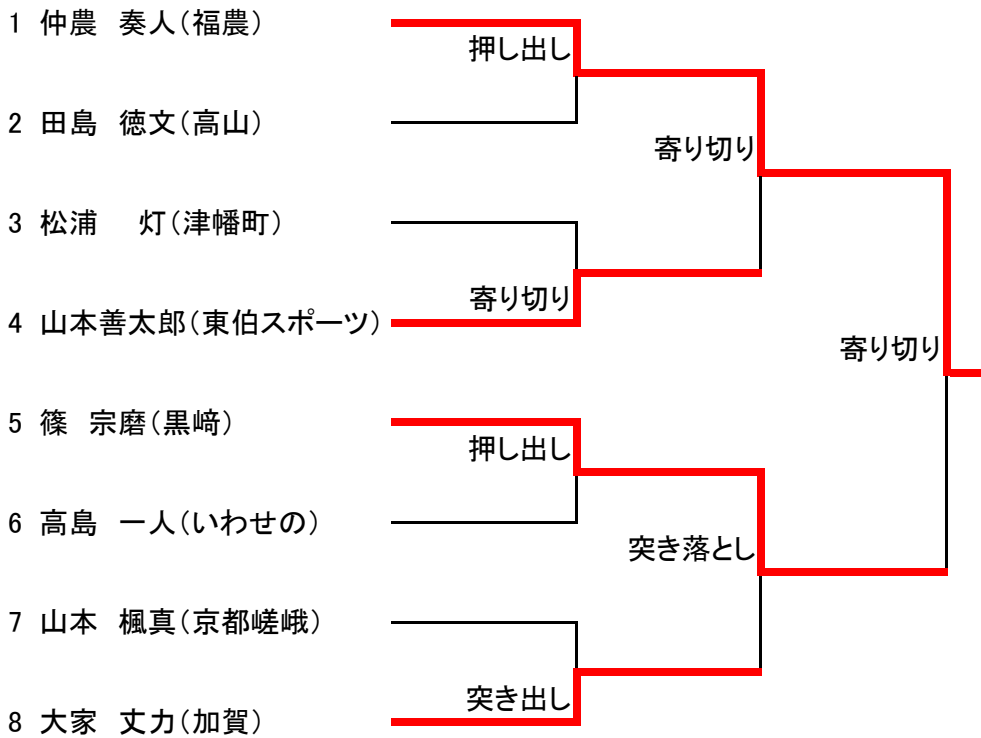 1 仲農　奏人(福農)
押し出し
2 田島　徳文(高山)
寄り切り
3 松浦　　灯(津幡町)
寄り切り
4 山本善太郎(東伯スポーツ)
寄り切り
5 篠　宗磨(黒﨑)
押し出し
6 高島　一人(いわせの)
突き落とし
7 山本　楓真(京都嵯峨)
突き出し
8 大家　丈力(加賀)